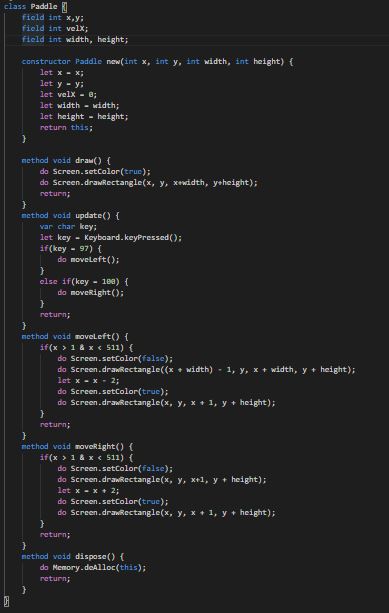 class Paddle {
    field int x,y;
    field int velX;
    field int width, height;

    constructor Paddle new(int x, int y, int width, int height) {
        let x = x;
        let y = y;
        let velX = 0;
        let width = width;
        let height = height;
        return this;
    }

    method void draw() {
        do Screen.setColor(true);
        do Screen.drawRectangle(x, y, x+width, y+height);
        return;
    }
    method void update() {
        var char key;
        let key = Keyboard.keyPressed();
        if(key = 97) {
            do moveLeft();
        }
        else if(key = 100) {
            do moveRight();
        }
        return;
    }
    method void moveLeft() {
        if(x > 1 & x < 511) {
            do Screen.setColor(false);
            do Screen.drawRectangle((x + width) - 1, y, x + width, y + height);
            let x = x - 2;
            do Screen.setColor(true);
            do Screen.drawRectangle(x, y, x + 1, y + height);
        }
        return;
    }
    method void moveRight() {
        if(x > 1 & x < 511) {
            do Screen.setColor(false);
            do Screen.drawRectangle(x, y, x+1, y + height);
            let x = x + 2;
            do Screen.setColor(true);
            do Screen.drawRectangle(x, y, x + 1, y + height);
        }
        return;
    }
    method void dispose() {
        do Memory.deAlloc(this);
        return;
    }
}